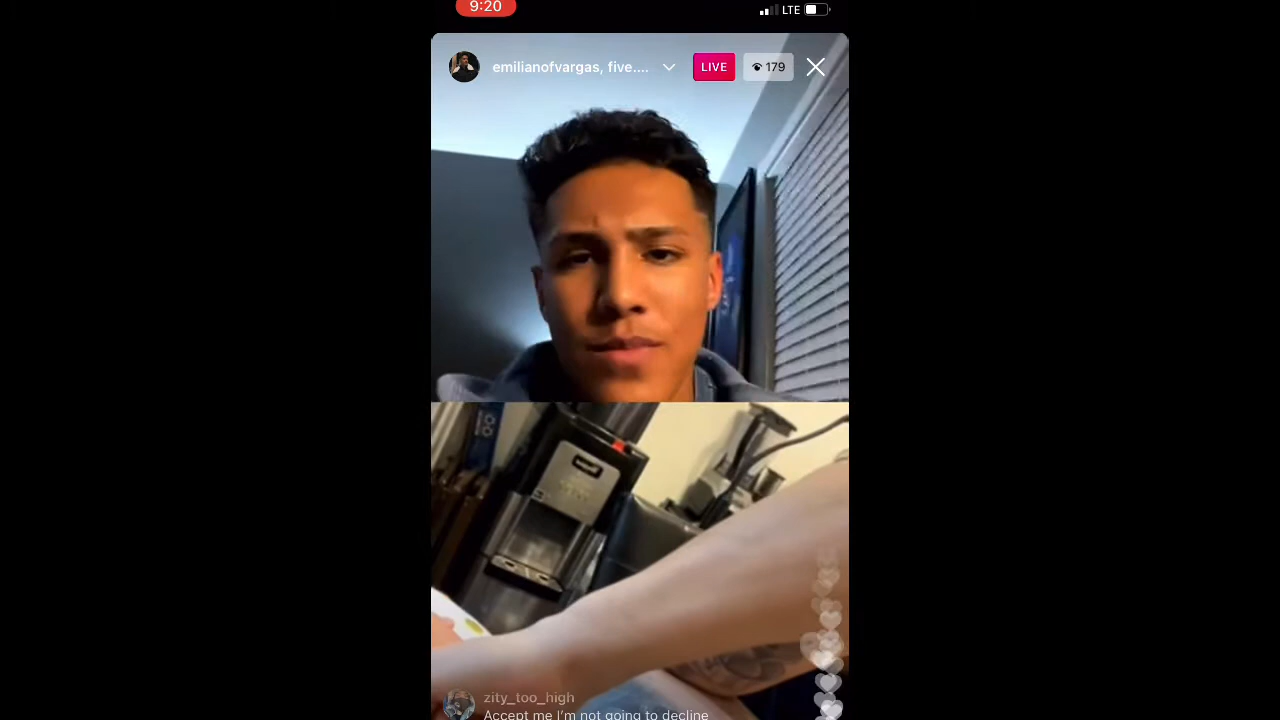 9:20
LTE
emilianofvargas, five....
LIVE
179
zity_too_high
Accept me I'm not going to decline